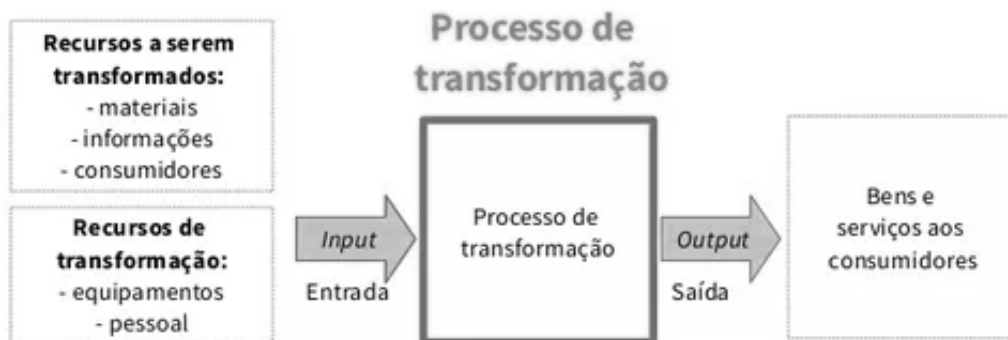 Processo de
transformação
Recursos a serem
transformados:
- materiais
- informações
- consumidores
Recursos de
transformação:
- equipamentos
- pessoal
Input
Entrada
Processo de
transformação
Output
Saída
Bens e
serviços aos
consumidores